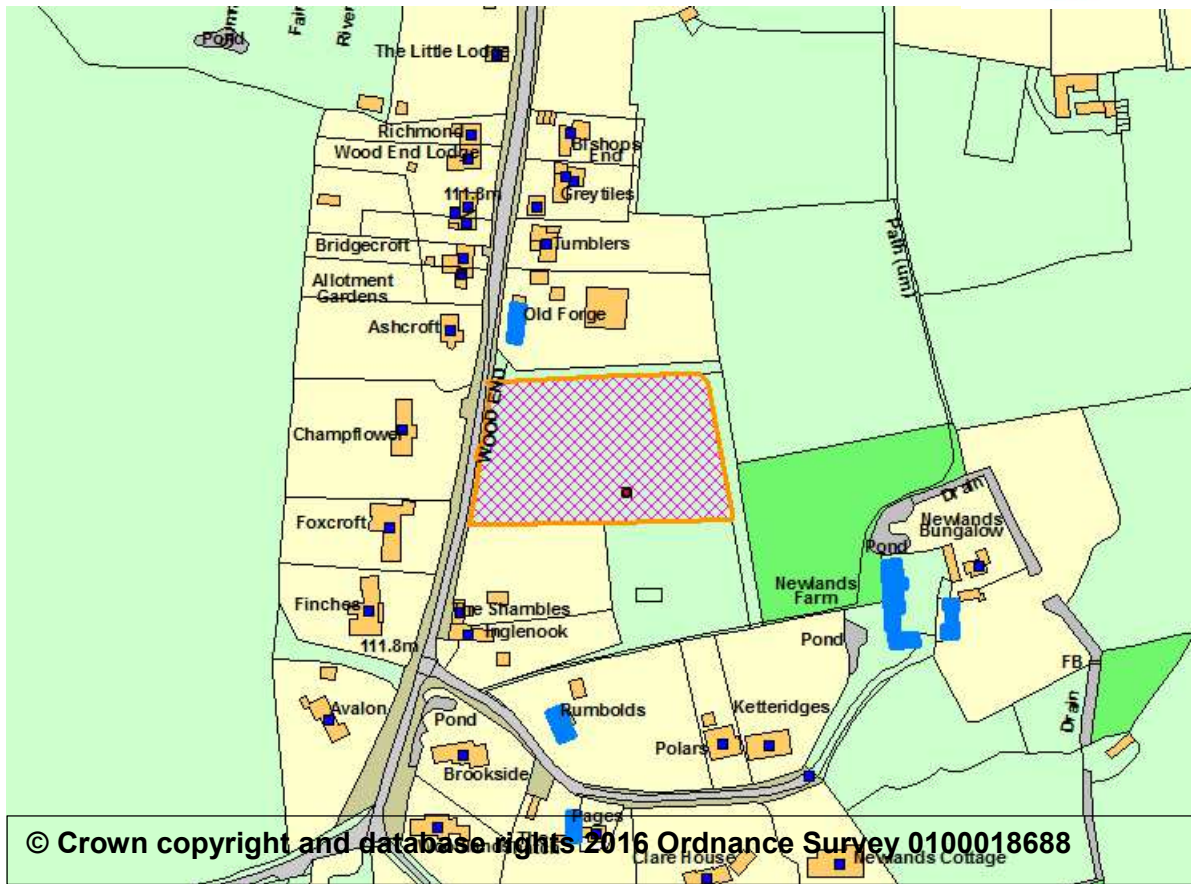 Pond
Fair
River
The Little Lodge
Richmond
Wood End Lodge
Bishops
End
111.8m
Greytiles
Bridgecroft
Tumblers
Path (um)
Allotment
Gardens
Old Forge
Ashcroft
WOOD END
Champflower
Foxcroft
Drain
Newlands
Bungalow
Pond
Newlands
Farm
Finches
The Shambles
Inglenook
111.8m
Pond
FB
Avalon
Pond
Rumbolds
Ketteridges
Drain
Polars
Brookside
Pages
© Crown copyright and database rights 2016 Ordnance Survey 0100018688
Clare House
Newlands Cottage